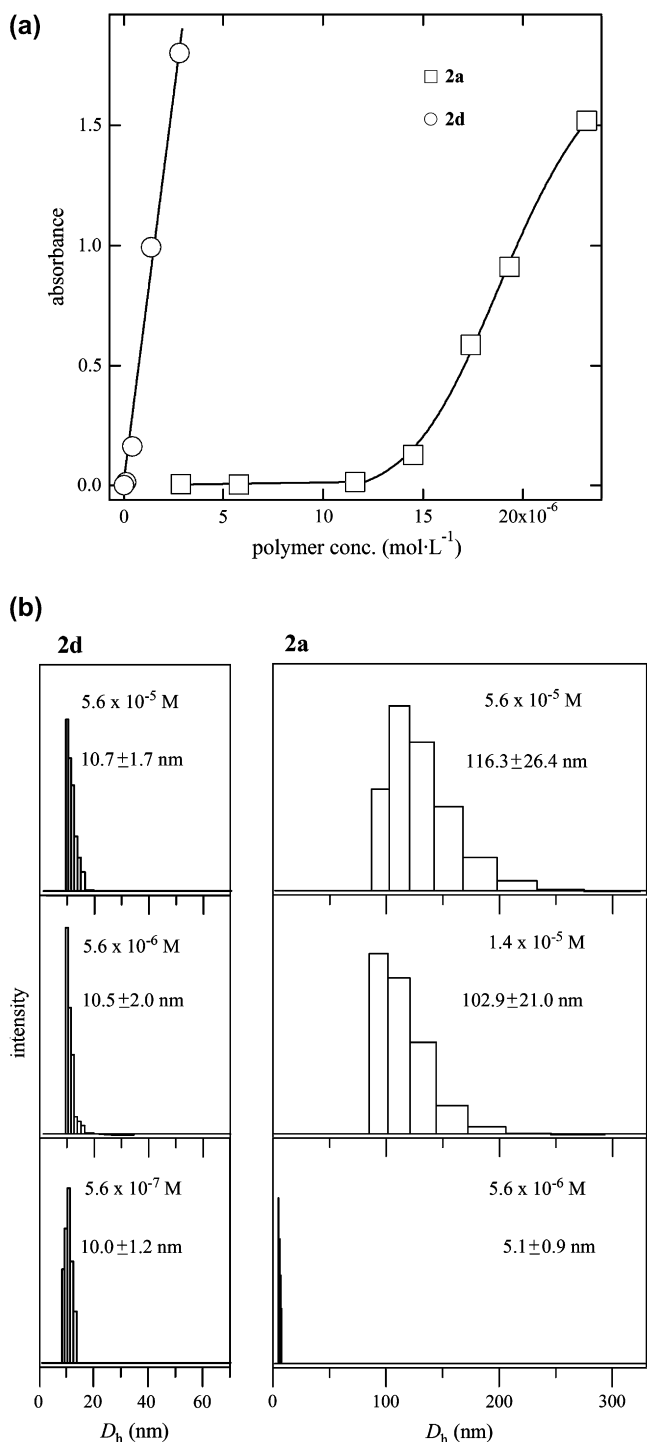 (a)
2a
2d
1.5
1.0
0.5
0.0
absorbance
0 5 10 15 20x10⁻⁶
polymer conc. (mol·L⁻¹)
(b)
2d 2a
5.6 x 10⁻⁵ M
10.7±1.7 nm
5.6 x 10⁻⁵ M
116.3±26.4 nm
5.6 x 10⁻⁶ M
10.5±2.0 nm
1.4 x 10⁻⁵ M
102.9±21.0 nm
intensity
5.6 x 10⁻⁷ M
10.0±1.2 nm
5.6 x 10⁻⁶ M
5.1±0.9 nm
0 20 40 60
0 100 200 300
Dₕ (nm)
Dₕ (nm)